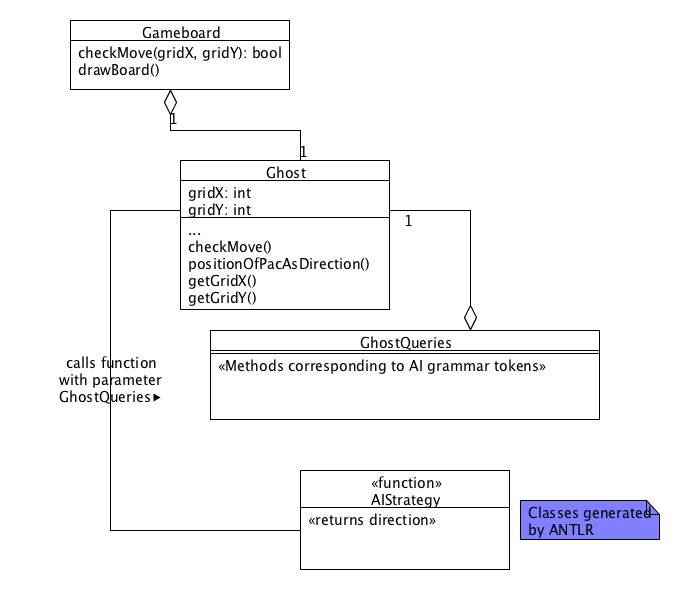 Gameboard
checkMove(gridX, gridY): bool
drawBoard()
1
1
Ghost
gridX: int
gridY: int
...
checkMove()
positionOfPacAsDirection()
getGridX()
getGridY()
1
GhostQueries
«Methods corresponding to AI grammar tokens»
calls function
with parameter
GhostQueries▶
«function»
AIStrategy
«returns direction»
Classes generated
by ANTLR